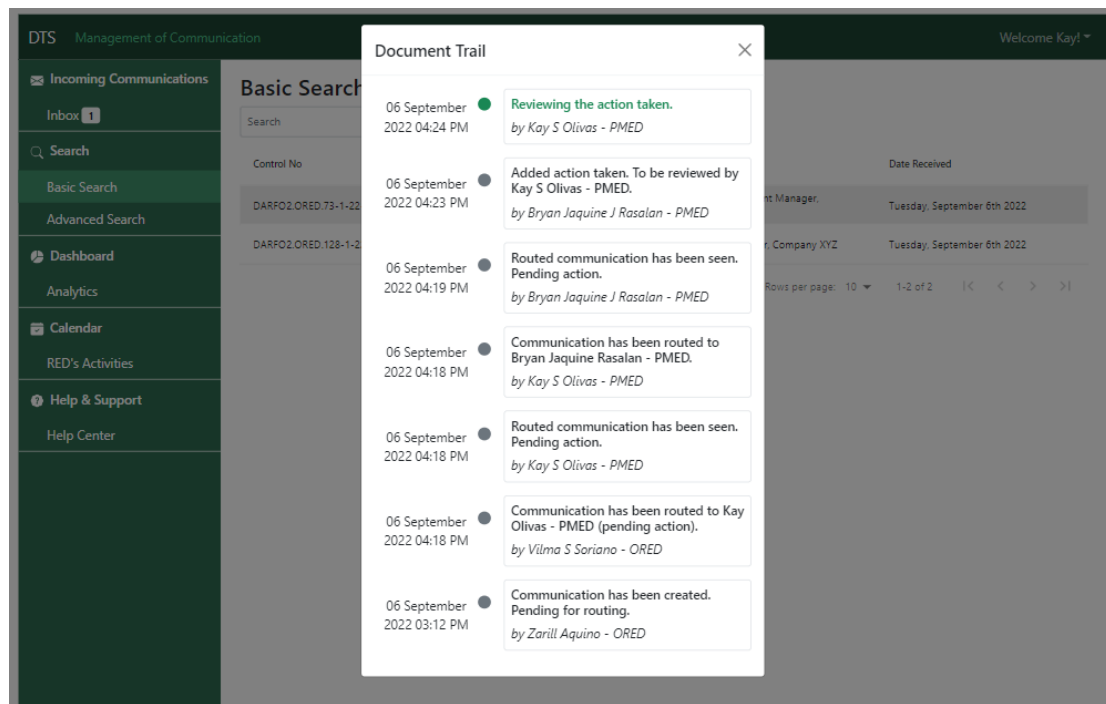 DTS Management of Communication
Welcome Kay!
Incoming Communications
Inbox 1
Search
Basic Search
Advanced Search
Dashboard
Analytics
Calendar
RED's Activities
Help & Support
Help Center
Basic Search
Search
Control No
Date Received
DARFO2.ORED.73-1-22
nt Manager,
Tuesday, September 6th 2022
DARFO2.ORED.128-1-2
r, Company XYZ
Tuesday, September 6th 2022
Rows per page: 10
1-2 of 2
Document Trail
06 September
2022 04:24 PM
Reviewing the action taken.
by Kay S Olivas - PMED
06 September
2022 04:23 PM
Added action taken. To be reviewed by
Kay S Olivas - PMED.
by Bryan Jaquine J Rasalan - PMED
06 September
2022 04:19 PM
Routed communication has been seen.
Pending action.
by Bryan Jaquine J Rasalan - PMED
06 September
2022 04:18 PM
Communication has been routed to
Bryan Jaquine Rasalan - PMED.
by Kay S Olivas - PMED
06 September
2022 04:18 PM
Routed communication has been seen.
Pending action.
by Kay S Olivas - PMED
06 September
2022 04:18 PM
Communication has been routed to Kay
Olivas - PMED (pending action).
by Vilma S Soriano - ORED
06 September
2022 03:12 PM
Communication has been created.
Pending for routing.
by Zarill Aquino - ORED